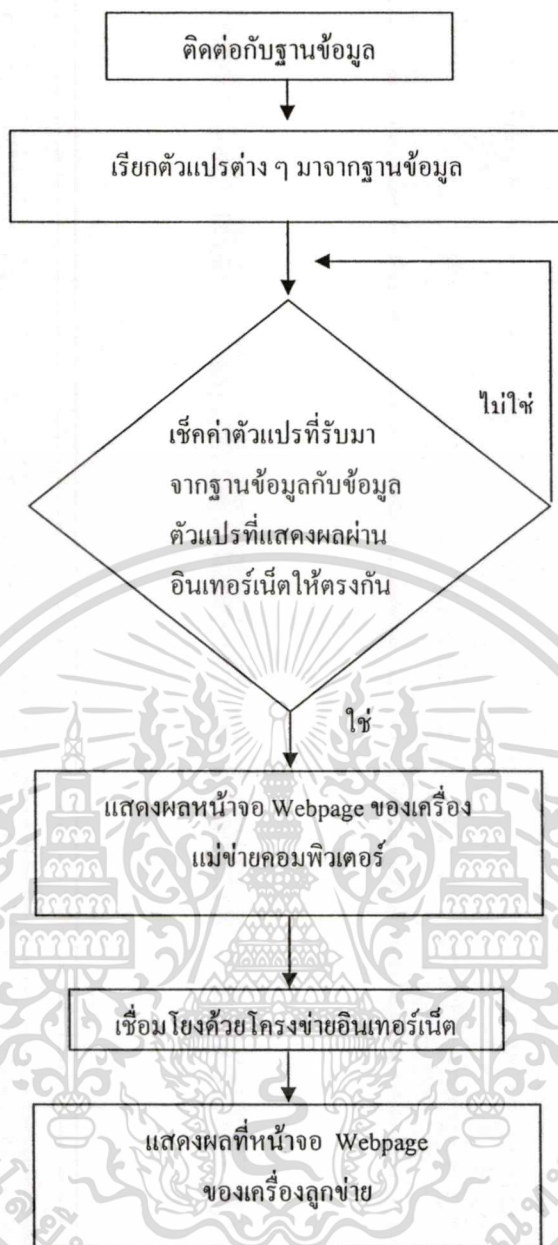 ติดต่อกับฐานข้อมูล
เรียกตัวแปรต่าง ๆ มาจากฐานข้อมูล
ไม่ใช่
เช็คค่าตัวแปรที่รับมา
จากฐานข้อมูลกับข้อมูล
ตัวแปรที่แสดงผลผ่าน
อินเทอร์เน็ตให้ตรงกัน
ใช่
แสดงผลหน้าจอ Webpage ของเครื่อง
แม่ข่ายคอมพิวเตอร์
เชื่อมโยงด้วยโครงข่ายอินเทอร์เน็ต
แสดงผลที่หน้าจอ Webpage
ของเครื่องลูกข่าย